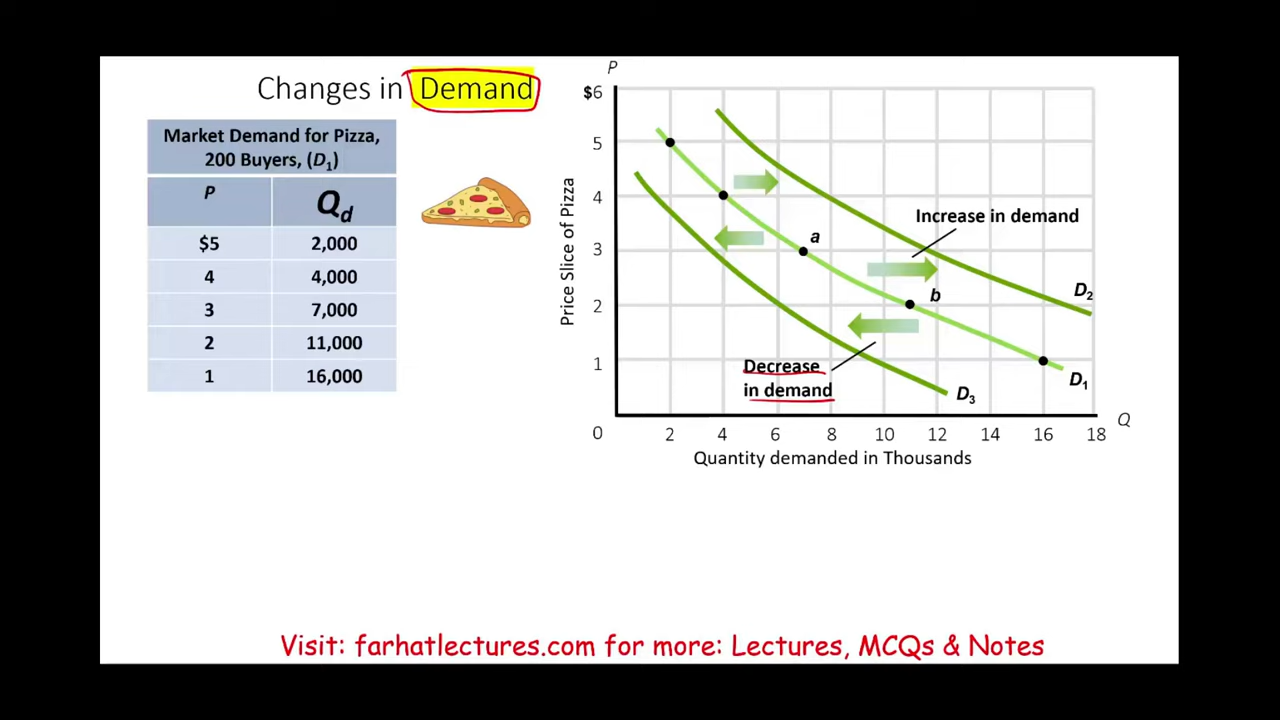 Changes in Demand
Market Demand for Pizza,
200 Buyers, (D₁)
P Qd
$5 2,000
4 4,000
3 7,000
2 11,000
1 16,000
P
$6
5
4
3
2
1
0
Price Slice of Pizza
a
b
Increase in demand
D₂
Decrease
in demand
D₁
D₃
Q
2 4 6 8 10 12 14 16 18
Quantity demanded in Thousands
Visit: farhatlectures.com for more: Lectures, MCQs & Notes